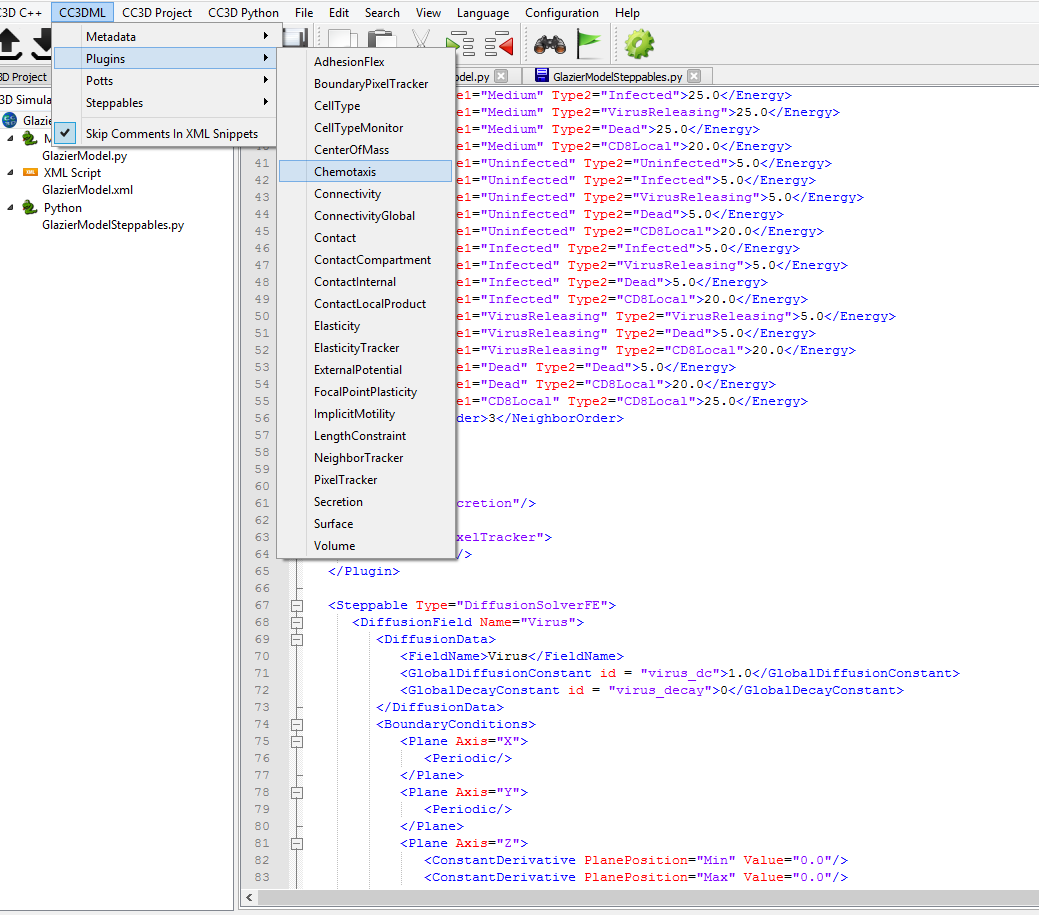 3D C++ CC3DML CC3D Project CC3D Python File Edit Search View Language Configuration Help
Metadata
Plugins
Potts
Steppables
Skip Comments In XML Snippets
AdhesionFlex
BoundaryPixelTracker
CellType
CellTypeMonitor
CenterOfMass
Chemotaxis
Connectivity
ConnectivityGlobal
Contact
ContactCompartment
ContactInternal
ContactLocalProduct
Elasticity
ElasticityTracker
ExternalPotential
FocalPointPlasticity
ImplicitMotility
LengthConstraint
NeighborTracker
PixelTracker
Secretion
Surface
Volume
3D Project
3D Simula
Glazie
M
GlazierModel.py
XML Script
GlazierModel.xml
Python
GlazierModelSteppables.py
odel.py GlazierModelSteppables.py
e1="Medium" Type2="Infected">25.0</Energy>
e1="Medium" Type2="VirusReleasing">25.0</Energy>
e1="Medium" Type2="Dead">25.0</Energy>
e1="Medium" Type2="CD8Local">20.0</Energy>
41 e1="Uninfected" Type2="Uninfected">5.0</Energy>
42 e1="Uninfected" Type2="Infected">5.0</Energy>
43 e1="Uninfected" Type2="VirusReleasing">5.0</Energy>
44 e1="Uninfected" Type2="Dead">5.0</Energy>
45 e1="Uninfected" Type2="CD8Local">20.0</Energy>
46 e1="Infected" Type2="Infected">5.0</Energy>
47 e1="Infected" Type2="VirusReleasing">5.0</Energy>
48 e1="Infected" Type2="Dead">5.0</Energy>
49 e1="Infected" Type2="CD8Local">20.0</Energy>
50 e1="VirusReleasing" Type2="VirusReleasing">5.0</Energy>
51 e1="VirusReleasing" Type2="Dead">5.0</Energy>
52 e1="VirusReleasing" Type2="CD8Local">20.0</Energy>
53 e1="Dead" Type2="Dead">5.0</Energy>
54 e1="Dead" Type2="CD8Local">20.0</Energy>
55 e1="CD8Local" Type2="CD8Local">25.0</Energy>
56 der>3</NeighborOrder>
57
58
59
60
61 cretion"/>
62
63 xelTracker">
64 />
65 </Plugin>
66
67 <Steppable Type="DiffusionSolverFE">
68 <DiffusionField Name="Virus">
69 <DiffusionData>
70 <FieldName>Virus</FieldName>
71 <GlobalDiffusionConstant id = "virus_dc">1.0</GlobalDiffusionConstant>
72 <GlobalDecayConstant id = "virus_decay">0</GlobalDecayConstant>
73 </DiffusionData>
74 <BoundaryConditions>
75 <Plane Axis="X">
76 <Periodic/>
77 </Plane>
78 <Plane Axis="Y">
79 <Periodic/>
80 </Plane>
81 <Plane Axis="Z">
82 <ConstantDerivative PlanePosition="Min" Value="0.0"/>
83 <ConstantDerivative PlanePosition="Max" Value="0.0"/>